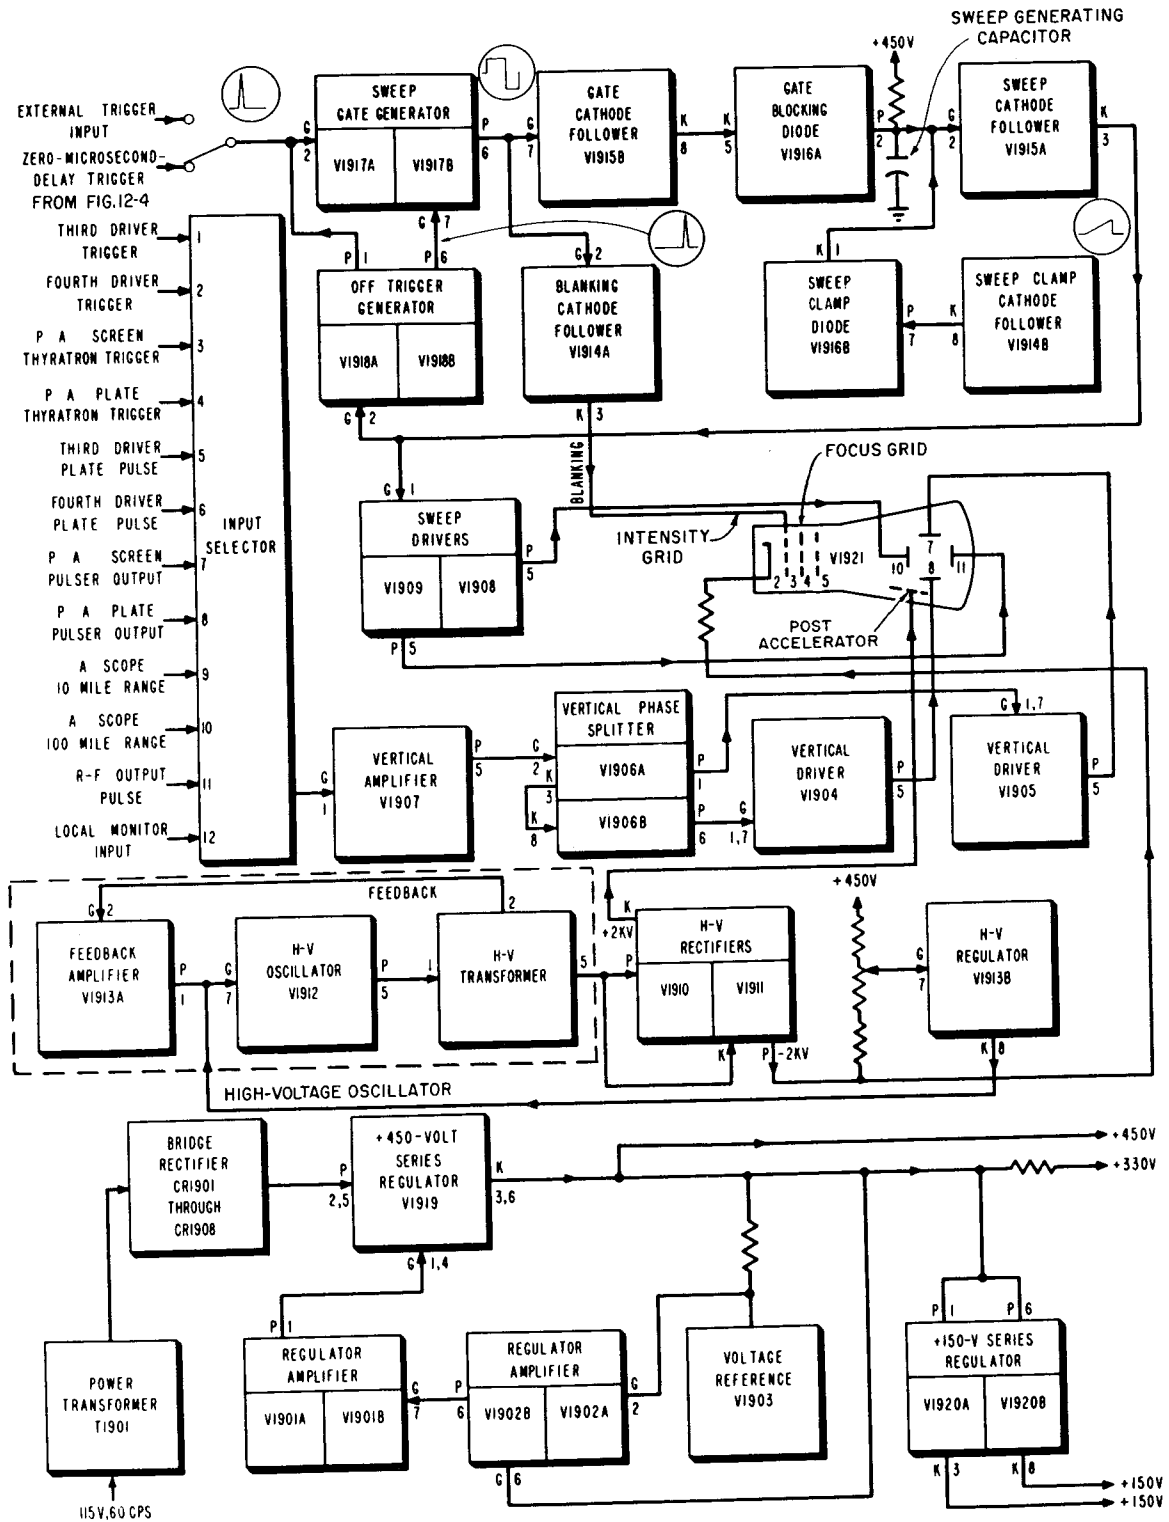 SWEEP GENERATING
CAPACITOR
+450V
EXTERNAL TRIGGER
INPUT
ZERO-MICROSECOND-
DELAY TRIGGER
FROM FIG.12-4
G
2
SWEEP
GATE GENERATOR
V1917A
V1917B
P
6
G
7
GATE
CATHODE
FOLLOWER
V1915B
K
8
K
5
GATE
BLOCKING
DIODE
V1916A
P
2
G
2
SWEEP
CATHODE
FOLLOWER
V1915A
K
3
G 7
P 1
P 6
OFF TRIGGER
GENERATOR
V1918A
V1918B
G 2
G 2
BLANKING
CATHODE
FOLLOWER
V1914A
K 3
BLANKING
K 1
SWEEP
CLAMP
DIODE
V1916B
P
7
K
8
SWEEP CLAMP
CATHODE
FOLLOWER
V1914B
THIRD DRIVER
TRIGGER
1
FOURTH DRIVER
TRIGGER
2
P A SCREEN
THYRATRON TRIGGER
3
P A PLATE
THYRATRON TRIGGER
4
THIRD DRIVER
PLATE PULSE
5
FOURTH DRIVER
PLATE PULSE
6
P A SCREEN
PULSER OUTPUT
7
P A PLATE
PULSER OUTPUT
8
A SCOPE
10 MILE RANGE
9
A SCOPE
100 MILE RANGE
10
R-F OUTPUT
PULSE
11
LOCAL MONITOR
INPUT
12
INPUT
SELECTOR
G 1
SWEEP
DRIVERS
V1909
V1908
P
5
P 5
FOCUS GRID
INTENSITY
GRID
V1921
2 3 4 5
7
8
10
11
POST
ACCELERATOR
G
1
VERTICAL
AMPLIFIER
V1907
P
5
G
2
VERTICAL PHASE
SPLITTER
V1906A
V1906B
K
3
K
8
P
1
P
6
G
1,7
VERTICAL
DRIVER
V1904
P
5
G 1,7
VERTICAL
DRIVER
V1905
P
5
FEEDBACK
G 2
FEEDBACK
AMPLIFIER
V1913A
P
1
G
7
H-V
OSCILLATOR
V1912
P
5
1
2
H-V
TRANSFORMER
5
HIGH-VOLTAGE OSCILLATOR
K
+2KV
P
H-V
RECTIFIERS
V1910
V1911
K
P -2KV
+450V
G
7
H-V
REGULATOR
V1913B
K 8
BRIDGE
RECTIFIER
CR1901
THROUGH
CR1908
P
2,5
+450-VOLT
SERIES
REGULATOR
V1919
K
3,6
G 1,4
+450V
+330V
POWER
TRANSFORMER
T1901
115V,60 CPS
P 1
REGULATOR
AMPLIFIER
V1901A
V1901B
G
7
P
6
REGULATOR
AMPLIFIER
V1902B
V1902A
G
2
G 6
VOLTAGE
REFERENCE
V1903
P 1
P 6
+150-V SERIES
REGULATOR
V1920A
V1920B
K 3
K 8
+150V
+150V